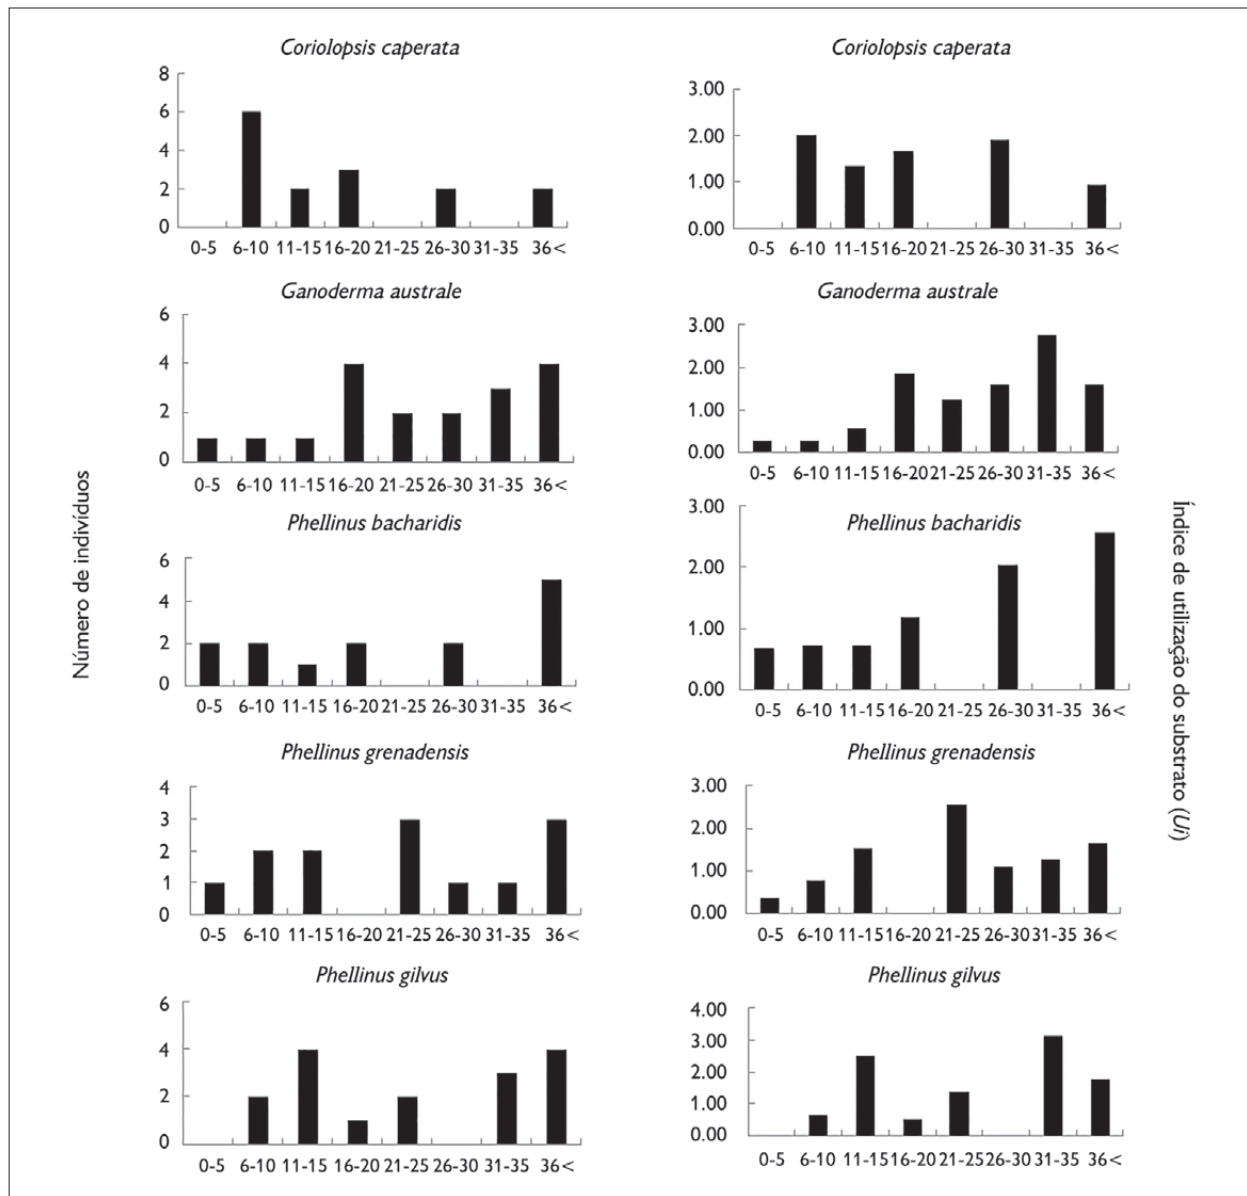 Coriolopsis caperata
8
6
4
2
0
0-5 6-10 11-15 16-20 21-25 26-30 31-35 36<
Coriolopsis caperata
3.00
2.00
1.00
0.00
0-5 6-10 11-15 16-20 21-25 26-30 31-35 36<
Ganoderma australe
6
4
2
0
0-5 6-10 11-15 16-20 21-25 26-30 31-35 36<
Ganoderma australe
3.00
2.00
1.00
0.00
0-5 6-10 11-15 16-20 21-25 26-30 31-35 36<
Número de indivíduos
Phellinus bacharidis
6
4
2
0
0-5 6-10 11-15 16-20 21-25 26-30 31-35 36<
Phellinus bacharidis
3.00
2.00
1.00
0.00
0-5 6-10 11-15 16-20 21-25 26-30 31-35 36<
Índice de utilização do substrato (Ui)
Phellinus grenadensis
4
3
2
1
0
0-5 6-10 11-15 16-20 21-25 26-30 31-35 36<
Phellinus grenadensis
3.00
2.00
1.00
0.00
0-5 6-10 11-15 16-20 21-25 26-30 31-35 36<
Phellinus gilvus
6
4
2
0
0-5 6-10 11-15 16-20 21-25 26-30 31-35 36<
Phellinus gilvus
4.00
3.00
2.00
1.00
0.00
0-5 6-10 11-15 16-20 21-25 26-30 31-35 36<